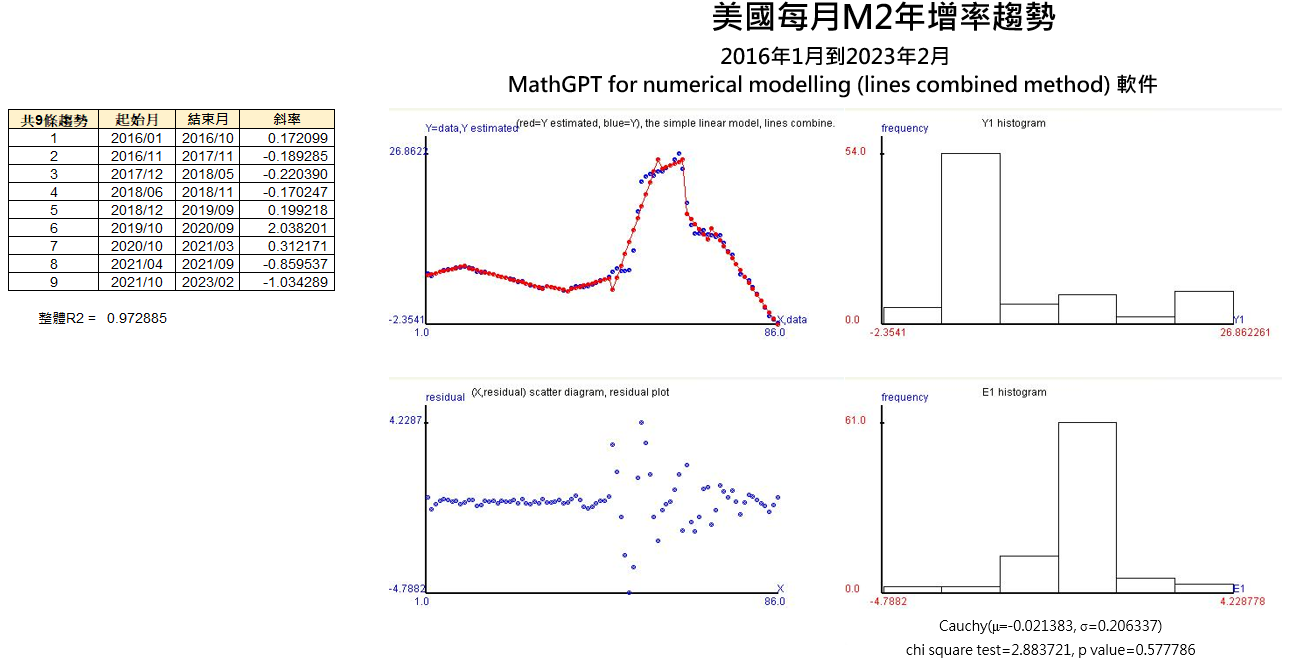 美國每月M2年增率趨勢
2016年1月到2023年2月
MathGPT for numerical modelling (lines combined method) 軟件
共9條趨勢 起始月 結束月 斜率
1 2016/01 2016/10 0.172099
2 2016/11 2017/11 -0.189285
3 2017/12 2018/05 -0.220390
4 2018/06 2018/11 -0.170247
5 2018/12 2019/09 0.199218
6 2019/10 2020/09 2.038201
7 2020/10 2021/03 0.312171
8 2021/04 2021/09 -0.859537
9 2021/10 2023/02 -1.034289
整體R2 = 0.972885
Y=data,Y estimated (red=Y estimated, blue=Y), the simple linear model, lines combine.
26.8622
-2.3541
1.0 86.0
X,data
frequency Y1 histogram
54.0
0.0
-2.3541 26.862261
Y1
residual (X,residual) scatter diagram, residual plot
4.2287
-4.7882
1.0 86.0
X
frequency E1 histogram
61.0
0.0
-4.7882 4.228778
E1
Cauchy(μ=-0.021383, σ=0.206337)
chi square test=2.883721, p value=0.577786